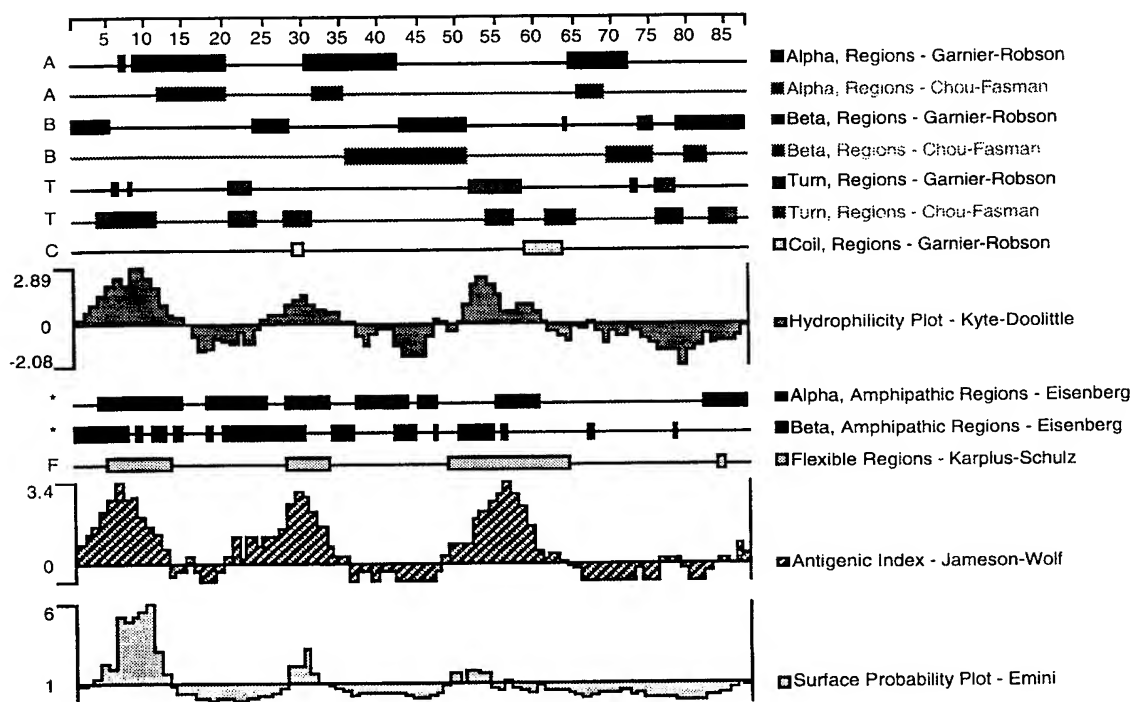 5 10 15 20 25 30 35 40 45 50 55 60 65 70 75 80 85
A Alpha, Regions - Garnier-Robson
A Alpha, Regions - Chou-Fasman
B Beta, Regions - Garnier-Robson
B Beta, Regions - Chou-Fasman
T Turn, Regions - Garnier-Robson
T Turn, Regions - Chou-Fasman
C Coil, Regions - Garnier-Robson
2.89
0 Hydrophilicity Plot - Kyte-Doolittle
-2.08
* Alpha, Amphipathic Regions - Eisenberg
* Beta, Amphipathic Regions - Eisenberg
F Flexible Regions - Karplus-Schulz
3.4
0 Antigenic Index - Jameson-Wolf
6
1 Surface Probability Plot - Emini